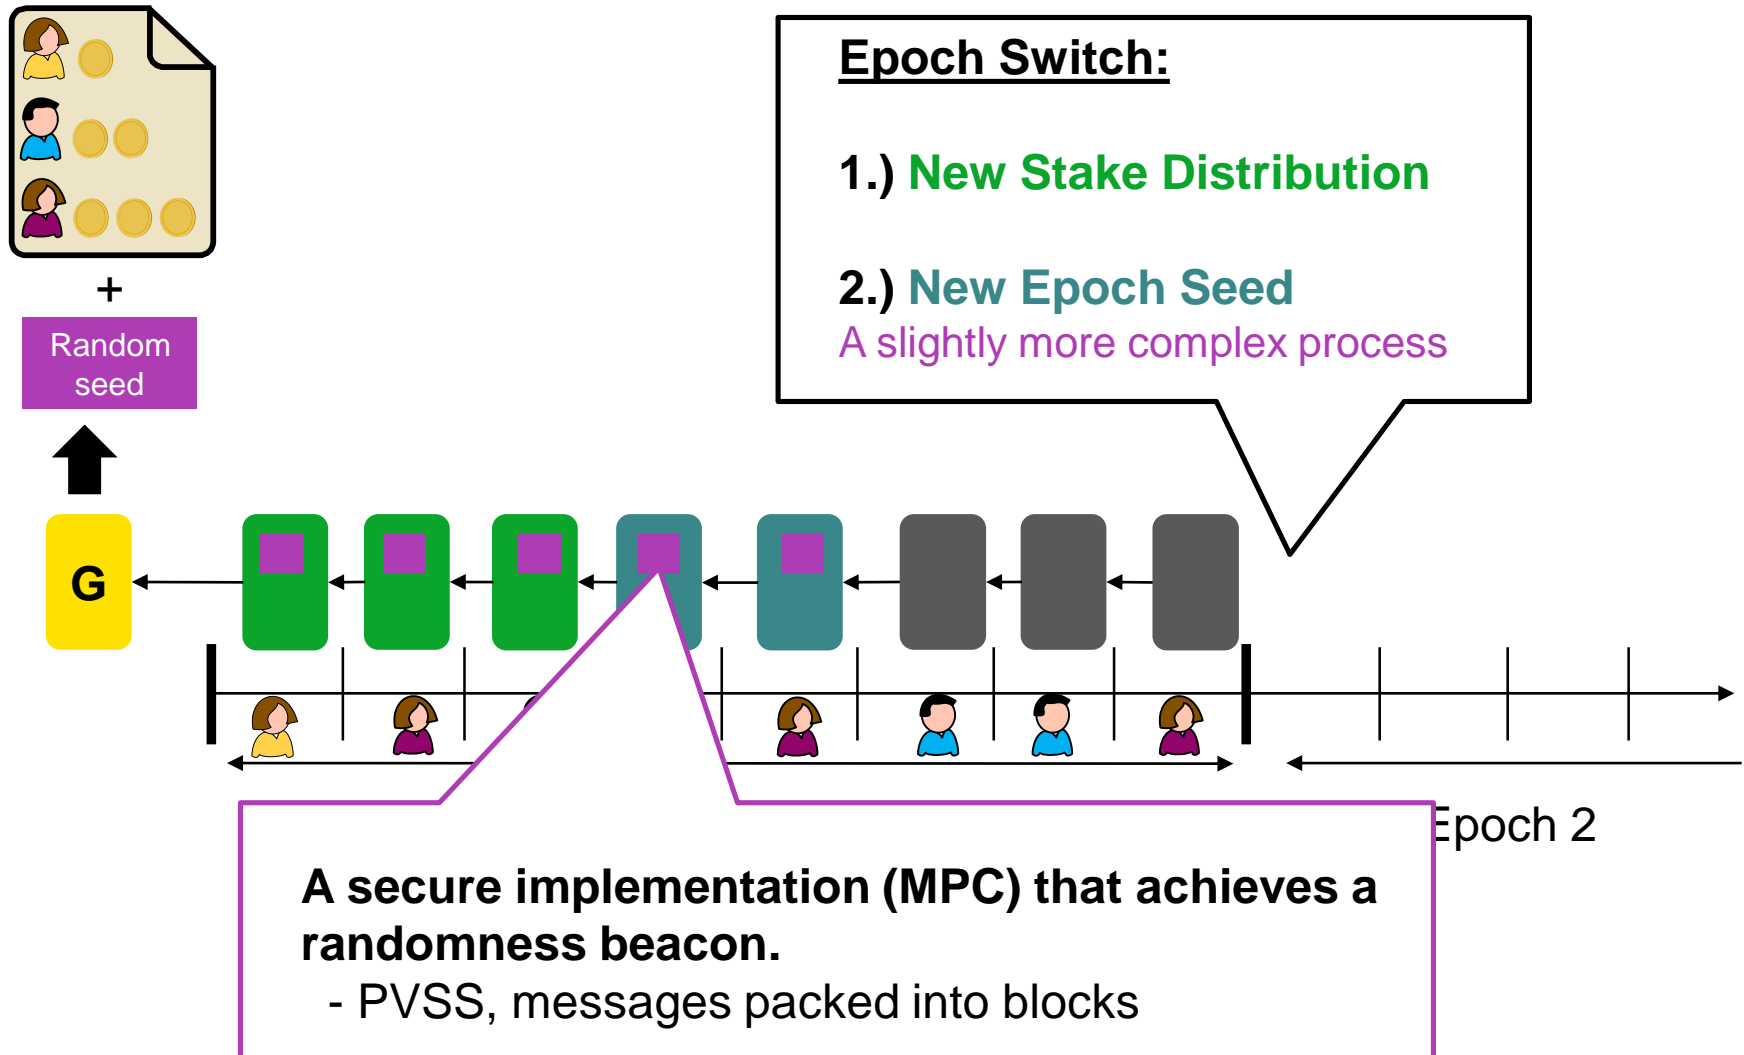 Epoch Switch:
1.) New Stake Distribution
2.) New Epoch Seed
A slightly more complex process
+
Random
seed
G
Epoch 2
A secure implementation (MPC) that achieves a
randomness beacon.
- PVSS, messages packed into blocks